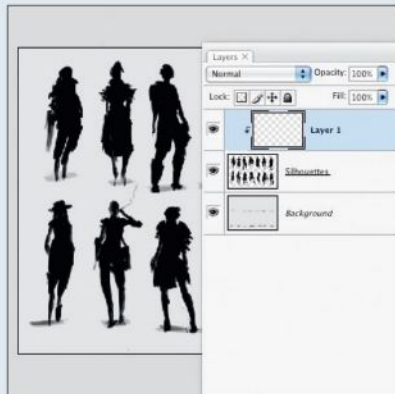 Layers ×
Normal Opacity: 100%
Lock: Fill: 100%
Layer 1
Silhouettes
Background